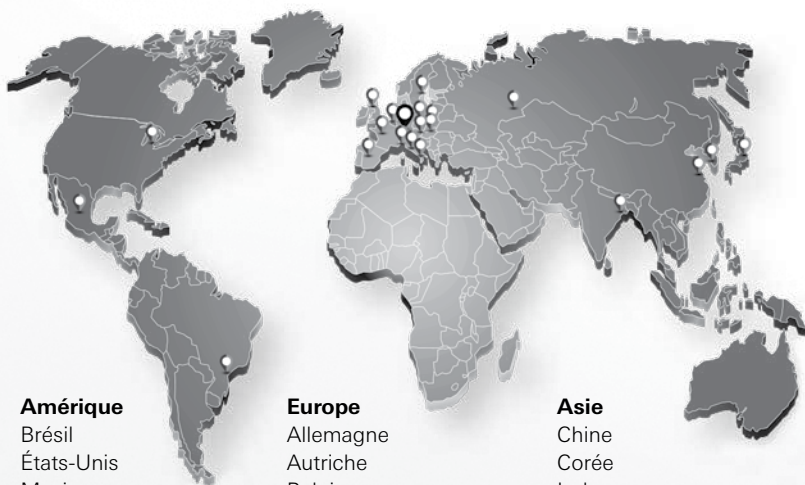 Amérique
Brésil
États-Unis
Europe
Allemagne
Autriche
Asie
Chine
Corée